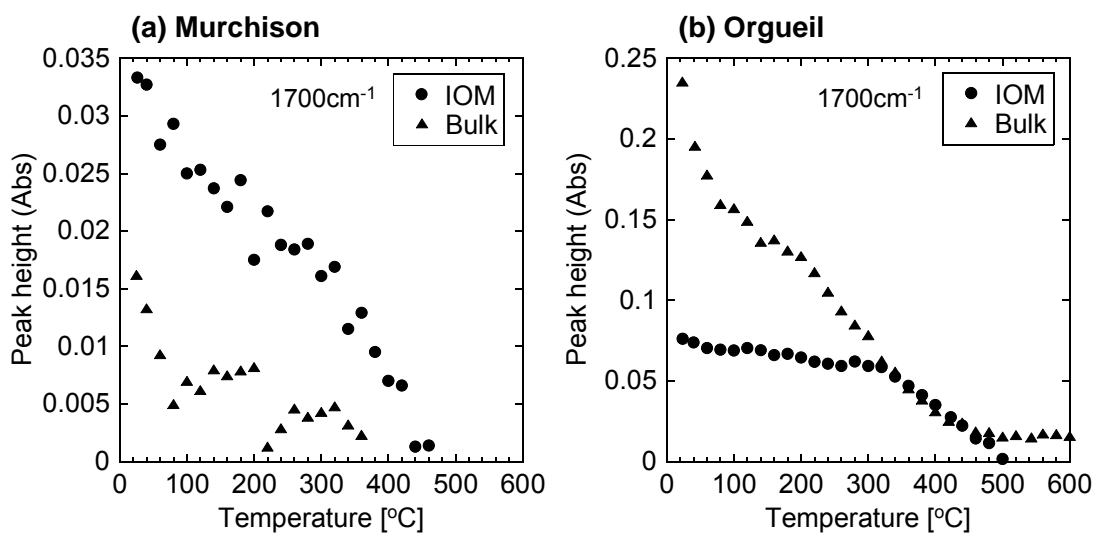 (a) Murchison
0.035
0.03
0.025
0.02
0.015
0.01
0.005
0
Peak height (Abs)
1700cm⁻¹
IOM
Bulk
0 100 200 300 400 500 600
Temperature [°C]
(b) Orgueil
0.25
0.2
0.15
0.1
0.05
0
Peak height (Abs)
1700cm⁻¹
IOM
Bulk
0 100 200 300 400 500 600
Temperature [°C]